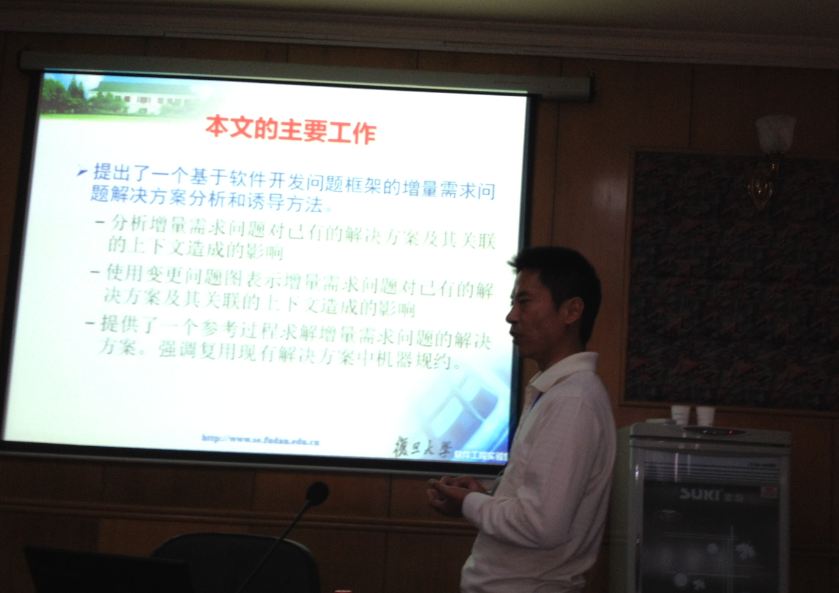 本文的主要工作
提出了一个基于软件开发问题框架的增量需求问
题解决方案分析和诱导方法。
– 分析增量需求问题对已有的解决方案及其关联
的上下文造成的影响
– 使用变更问题图表示增量需求问题对已有的解
决方案及其关联的上下文造成的影响
– 提供了一个参考过程求解增量需求问题的解决
方案。强调复用现有解决方案中机器规约。
http://www.se.fudan.edu.cn
復旦大学 软件工程实验
SUKI